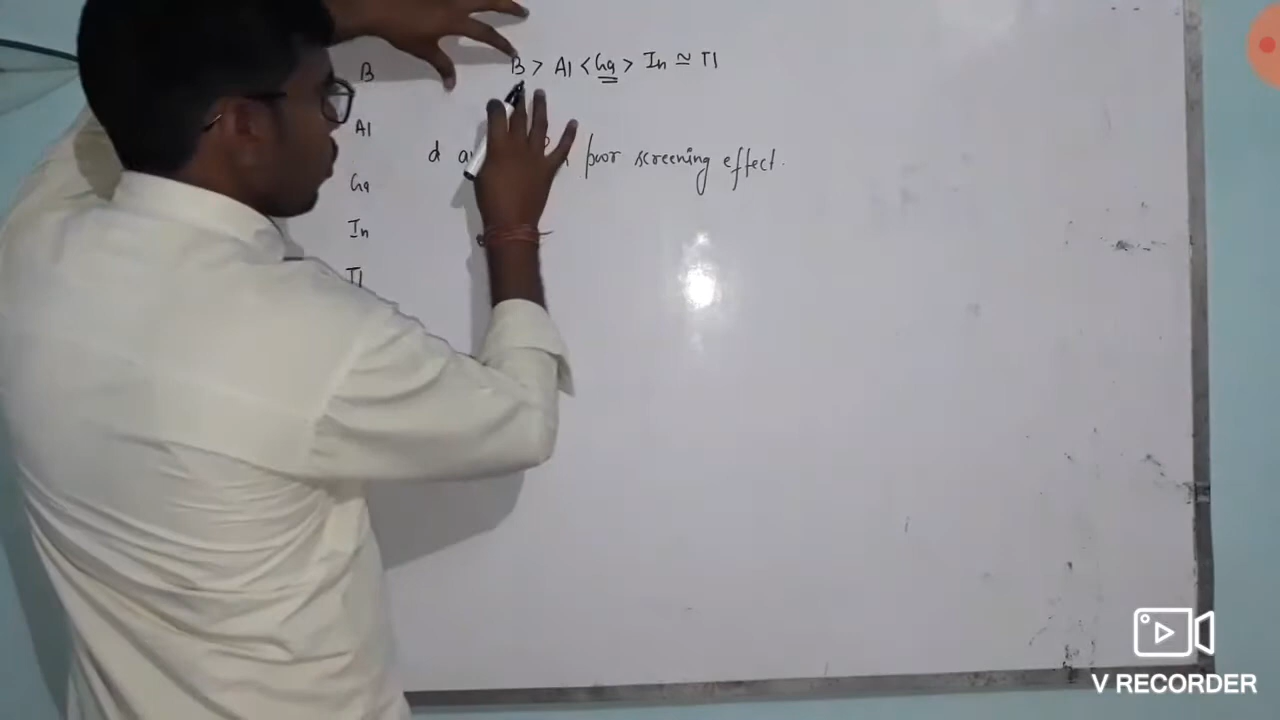 B
B > Al < Ga > In ≃ Tl
Al
d poor screening effect.
Ga
In
Tl
V RECORDER